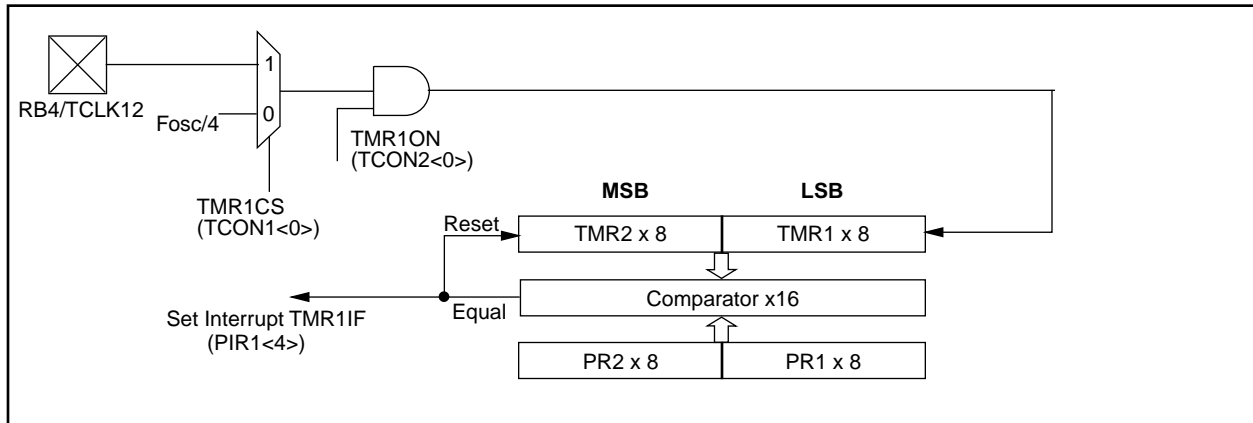 1
RB4/TCLK12
Fosc/4
0
TMR1ON
(TCON2<0>)
TMR1CS
(TCON1<0>)
MSB LSB
Reset
TMR2 x 8 TMR1 x 8
Comparator x16
Equal
Set Interrupt TMR1IF
(PIR1<4>)
PR2 x 8 PR1 x 8